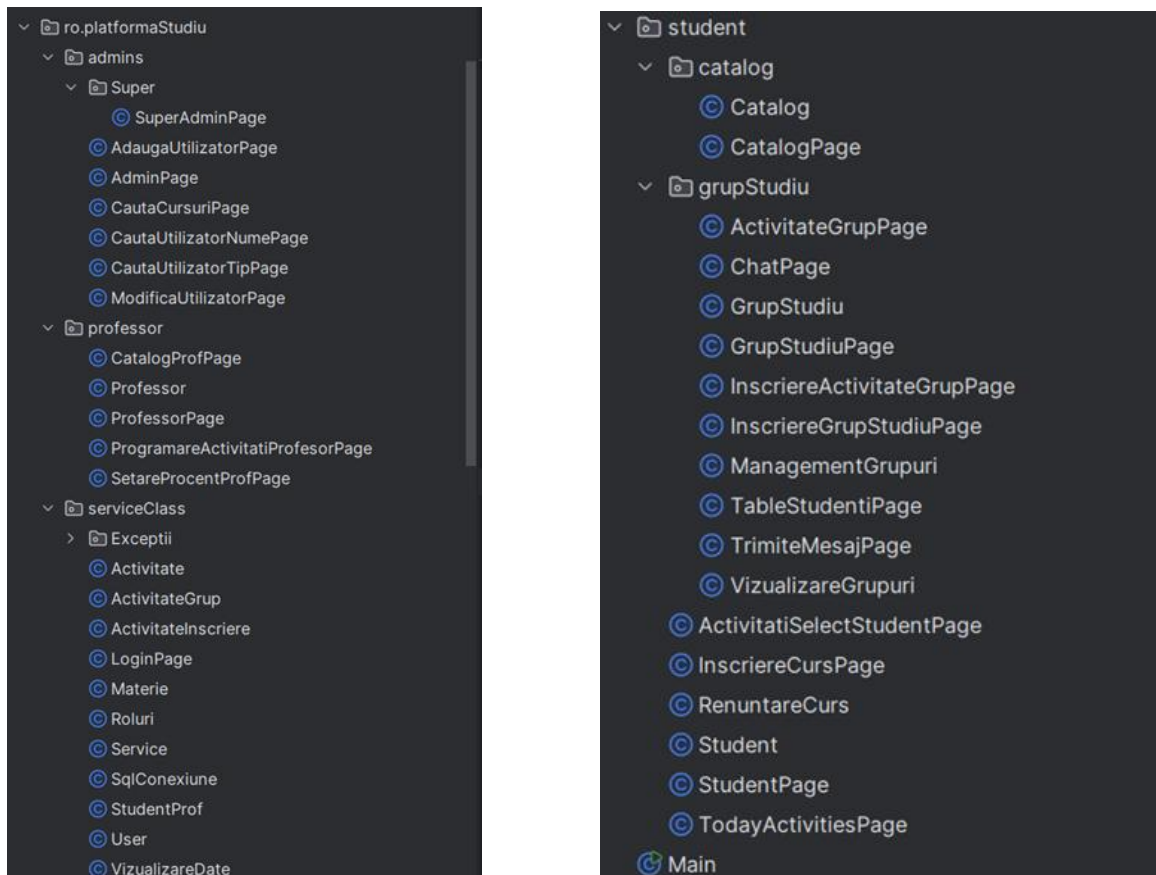 ro.platformaStudiu
admins
Super
SuperAdminPage
AdaugaUtilizatorPage
AdminPage
CautaCursuriPage
CautaUtilizatorNumePage
CautaUtilizatorTipPage
ModificaUtilizatorPage
professor
CatalogProfPage
Professor
ProfessorPage
ProgramareActivitatiProfesorPage
SetareProcentProfPage
serviceClass
Exceptii
Activitate
ActivitateGrup
ActivitateInscriere
LoginPage
Materie
Roluri
Service
SqlConexiune
StudentProf
User
VizualizareDate
student
catalog
Catalog
CatalogPage
grupStudiu
ActivitateGrupPage
ChatPage
GrupStudiu
GrupStudiuPage
InscriereActivitateGrupPage
InscriereGrupStudiuPage
ManagementGrupuri
TableStudentiPage
TrimiteMesajPage
VizualizareGrupuri
ActivitatiSelectStudentPage
InscriereCursPage
RenuntareCurs
Student
StudentPage
TodayActivitiesPage
Main